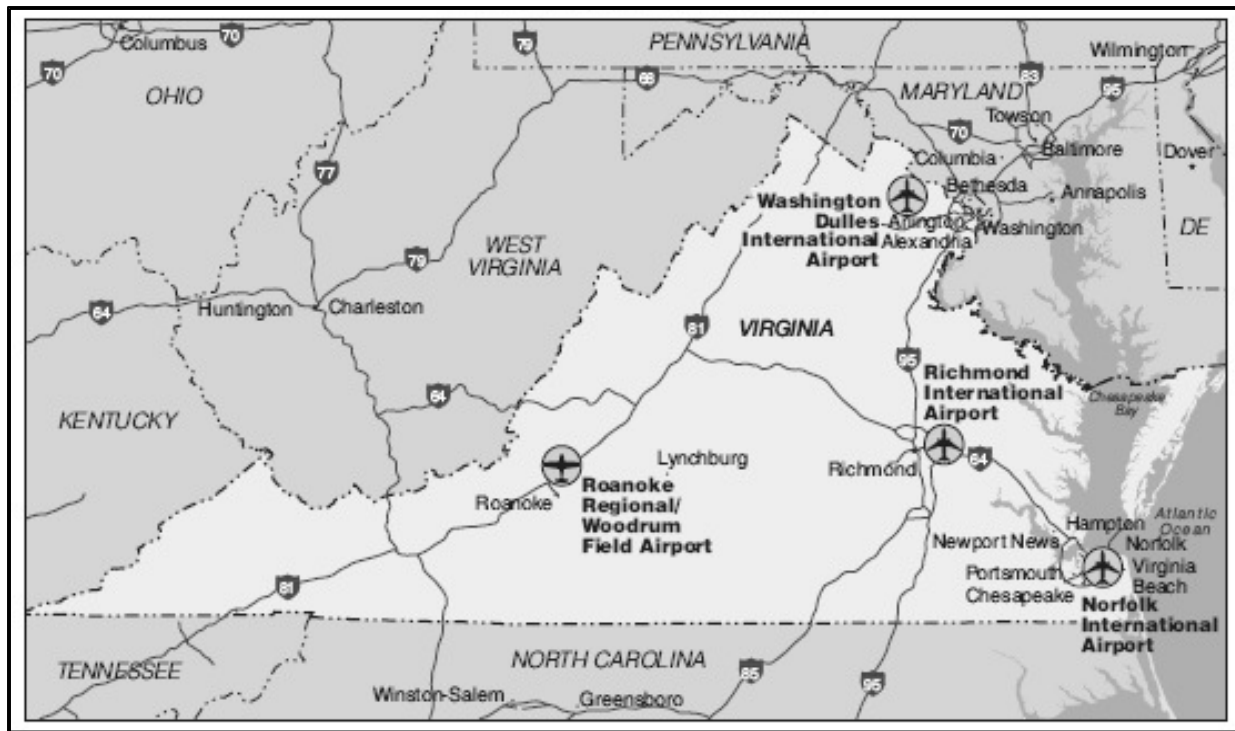 Columbus
70
70
79
PENNSYLVANIA
Wilmington
OHIO
68
83
95
MARYLAND
Towson
70
Baltimore
Columbia
Dover
77
Bethesda
Annapolis
Washington
Dulles
International
Airport
Arlington
Alexandria
Washington
DE
WEST
VIRGINIA
79
64
Huntington
Charleston
81
VIRGINIA
95
Richmond
International
Airport
Chesapeake
Bay
64
KENTUCKY
Lynchburg
Richmond
64
Roanoke
Roanoke
Regional/
Woodrum
Field Airport
Atlantic
Ocean
Hampton
Newport News
Norfolk
Portsmouth
Virginia
Beach
Chesapeake
81
Norfolk
International
Airport
TENNESSEE
NORTH CAROLINA
85
95
Winston-Salem
Greensboro